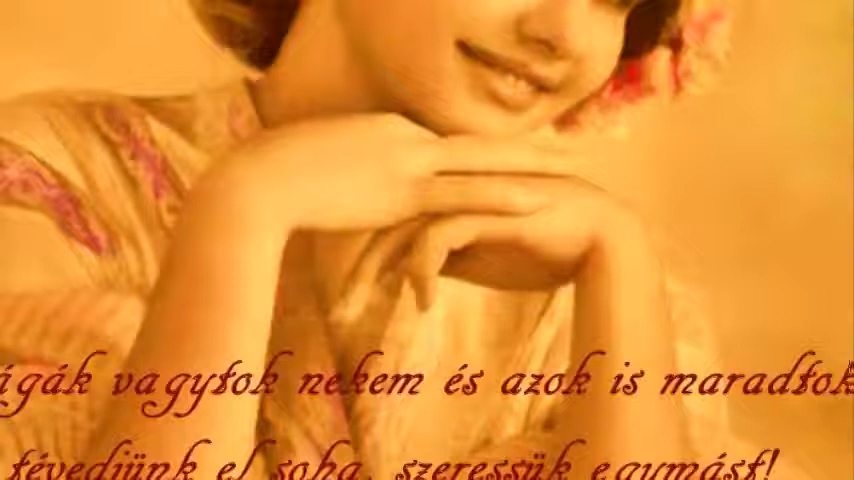 vagytok nekem és azok is maradtok
tévedjünk el soha, szeressük egymást!